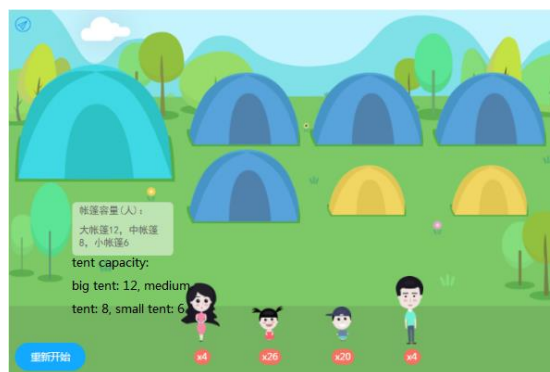 帐篷容量(人)：
大帐篷12，中帐篷
8，小帐篷6
tent capacity:
big tent: 12, medium
tent: 8, small tent: 6
x4
x26
x20
x4
重新开始